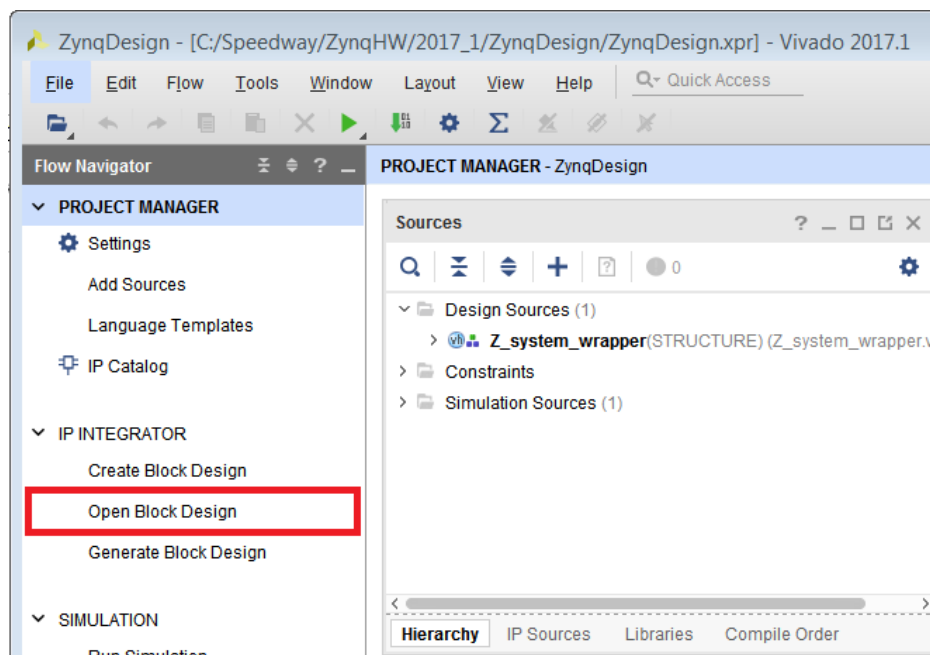 ZynqDesign - [C:/Speedway/ZynqHW/2017_1/ZynqDesign/ZynqDesign.xpr] - Vivado 2017.1
File Edit Flow Tools Window Layout View Help Quick Access
Flow Navigator
PROJECT MANAGER - ZynqDesign
PROJECT MANAGER
Settings
Add Sources
Language Templates
IP Catalog
IP INTEGRATOR
Create Block Design
Open Block Design
Generate Block Design
SIMULATION
Run Simulation
Sources
0
Design Sources (1)
Z_system_wrapper(STRUCTURE) (Z_system_wrapper.v
Constraints
Simulation Sources (1)
Hierarchy IP Sources Libraries Compile Order